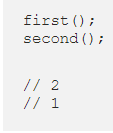 first();
second();
// 2
// 1